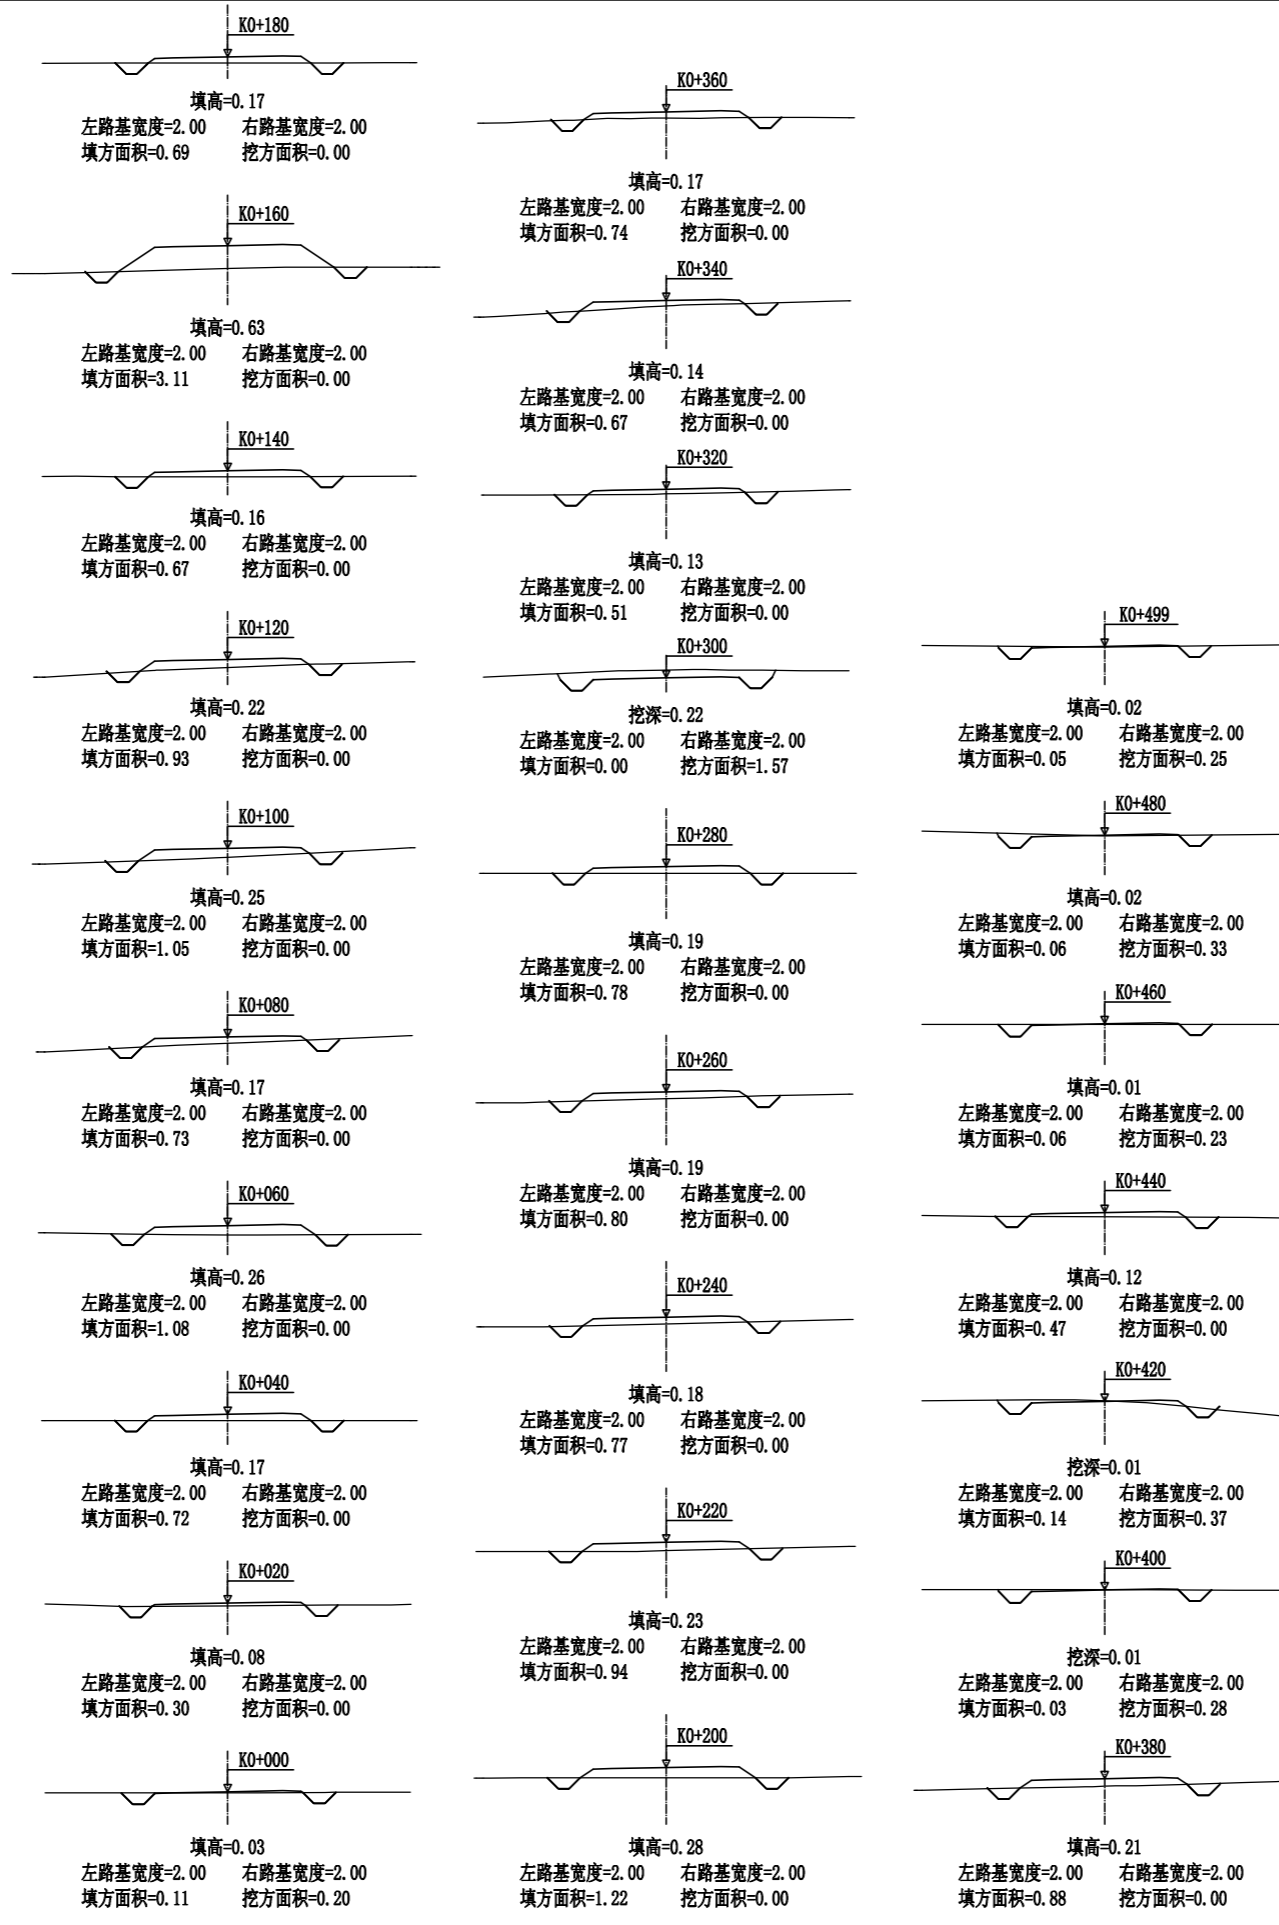 K0+180
填高=0.17
左路基宽度=2.00 右路基宽度=2.00
填方面积=0.69 挖方面积=0.00
K0+160
填高=0.63
左路基宽度=2.00 右路基宽度=2.00
填方面积=3.11 挖方面积=0.00
K0+140
填高=0.16
左路基宽度=2.00 右路基宽度=2.00
填方面积=0.67 挖方面积=0.00
K0+120
填高=0.22
左路基宽度=2.00 右路基宽度=2.00
填方面积=0.93 挖方面积=0.00
K0+100
填高=0.25
左路基宽度=2.00 右路基宽度=2.00
填方面积=1.05 挖方面积=0.00
K0+080
填高=0.17
左路基宽度=2.00 右路基宽度=2.00
填方面积=0.73 挖方面积=0.00
K0+060
填高=0.26
左路基宽度=2.00 右路基宽度=2.00
填方面积=1.08 挖方面积=0.00
K0+040
填高=0.17
左路基宽度=2.00 右路基宽度=2.00
填方面积=0.72 挖方面积=0.00
K0+020
填高=0.08
左路基宽度=2.00 右路基宽度=2.00
填方面积=0.30 挖方面积=0.00
K0+000
填高=0.03
左路基宽度=2.00 右路基宽度=2.00
填方面积=0.11 挖方面积=0.20
K0+360
填高=0.17
左路基宽度=2.00 右路基宽度=2.00
填方面积=0.74 挖方面积=0.00
K0+340
填高=0.14
左路基宽度=2.00 右路基宽度=2.00
填方面积=0.67 挖方面积=0.00
K0+320
填高=0.13
左路基宽度=2.00 右路基宽度=2.00
填方面积=0.51 挖方面积=0.00
K0+300
挖深=0.22
左路基宽度=2.00 右路基宽度=2.00
填方面积=0.00 挖方面积=1.57
K0+280
填高=0.19
左路基宽度=2.00 右路基宽度=2.00
填方面积=0.78 挖方面积=0.00
K0+260
填高=0.19
左路基宽度=2.00 右路基宽度=2.00
填方面积=0.80 挖方面积=0.00
K0+240
填高=0.18
左路基宽度=2.00 右路基宽度=2.00
填方面积=0.77 挖方面积=0.00
K0+220
填高=0.23
左路基宽度=2.00 右路基宽度=2.00
填方面积=0.94 挖方面积=0.00
K0+200
填高=0.28
左路基宽度=2.00 右路基宽度=2.00
填方面积=1.22 挖方面积=0.00
K0+499
填高=0.02
左路基宽度=2.00 右路基宽度=2.00
填方面积=0.05 挖方面积=0.25
K0+480
填高=0.02
左路基宽度=2.00 右路基宽度=2.00
填方面积=0.06 挖方面积=0.33
K0+460
填高=0.01
左路基宽度=2.00 右路基宽度=2.00
填方面积=0.06 挖方面积=0.23
K0+440
填高=0.12
左路基宽度=2.00 右路基宽度=2.00
填方面积=0.47 挖方面积=0.00
K0+420
挖深=0.01
左路基宽度=2.00 右路基宽度=2.00
填方面积=0.14 挖方面积=0.37
K0+400
挖深=0.01
左路基宽度=2.00 右路基宽度=2.00
填方面积=0.03 挖方面积=0.28
K0+380
填高=0.21
左路基宽度=2.00 右路基宽度=2.00
填方面积=0.88 挖方面积=0.00